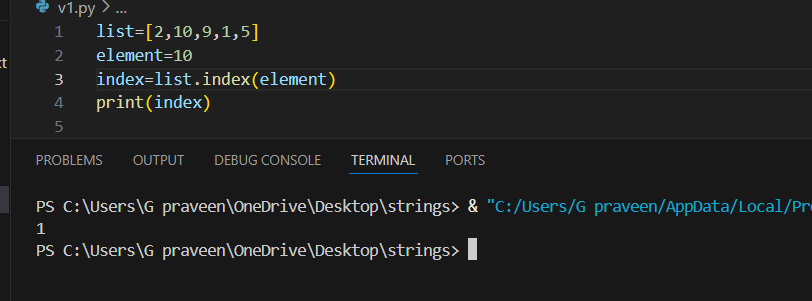 v1.py > ...
1 list=[2,10,9,1,5]
2 element=10
3 index=list.index(element)
4 print(index)
5
PROBLEMS OUTPUT DEBUG CONSOLE TERMINAL PORTS
PS C:\Users\G praveen\OneDrive\Desktop\strings> & "C:/Users/G praveen/AppData/Local/Pro
1
PS C:\Users\G praveen\OneDrive\Desktop\strings>